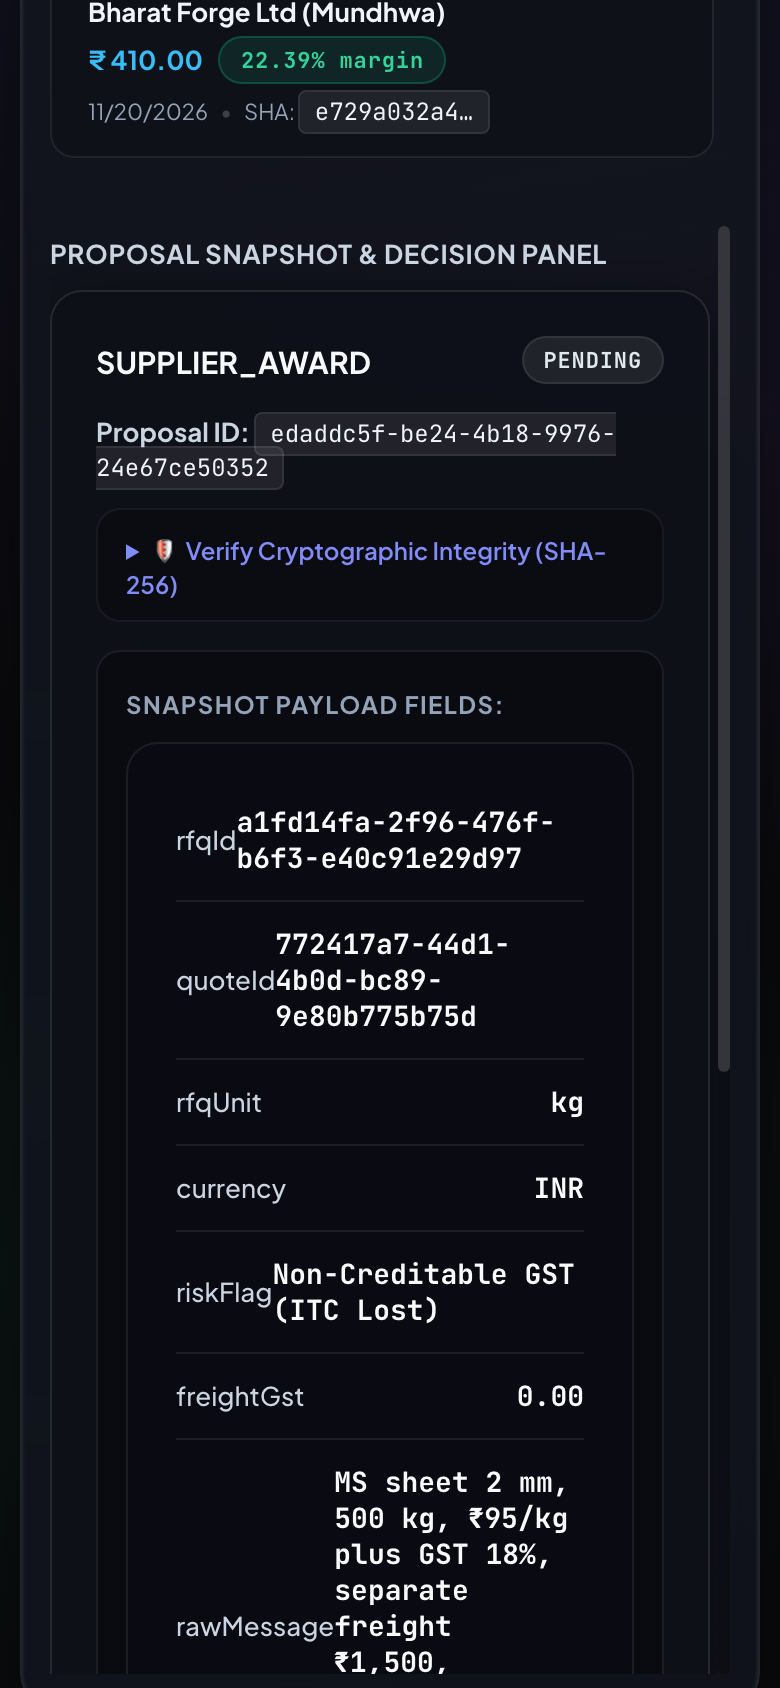 Bharat Forge Ltd (Mundhwa)
₹410.00 22.39% margin
11/20/2026 • SHA: e729a032a4…
PROPOSAL SNAPSHOT & DECISION PANEL
SUPPLIER_AWARD PENDING
Proposal ID: edaddc5f-be24-4b18-9976-
24e67ce50352
▶ 🛡️ Verify Cryptographic Integrity (SHA-
256)
SNAPSHOT PAYLOAD FIELDS:
rfqId a1fd14fa-2f96-476f-
b6f3-e40c91e29d97
quoteId 772417a7-44d1-
4b0d-bc89-
9e80b775b75d
rfqUnit kg
currency INR
riskFlag Non-Creditable GST
(ITC Lost)
freightGst 0.00
rawMessage MS sheet 2 mm,
500 kg, ₹95/kg
plus GST 18%,
separate
freight
₹1,500,